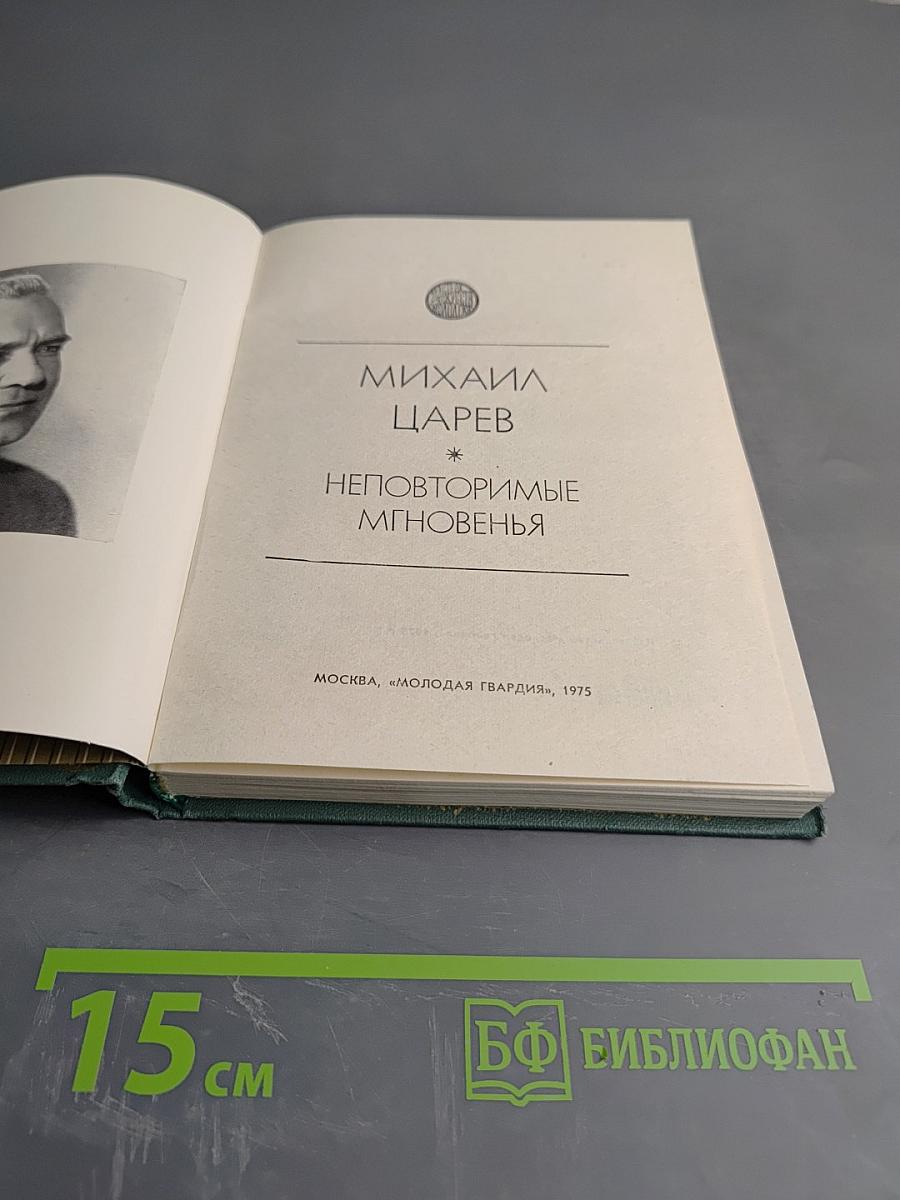 МИХАИЛ
ЦАРЕВ
*
НЕПОВТОРИМЫЕ
МГНОВЕНЬЯ
МОСКВА, «МОЛОДАЯ ГВАРДИЯ», 1975
15 СМ
БФ БИБЛИОФАН